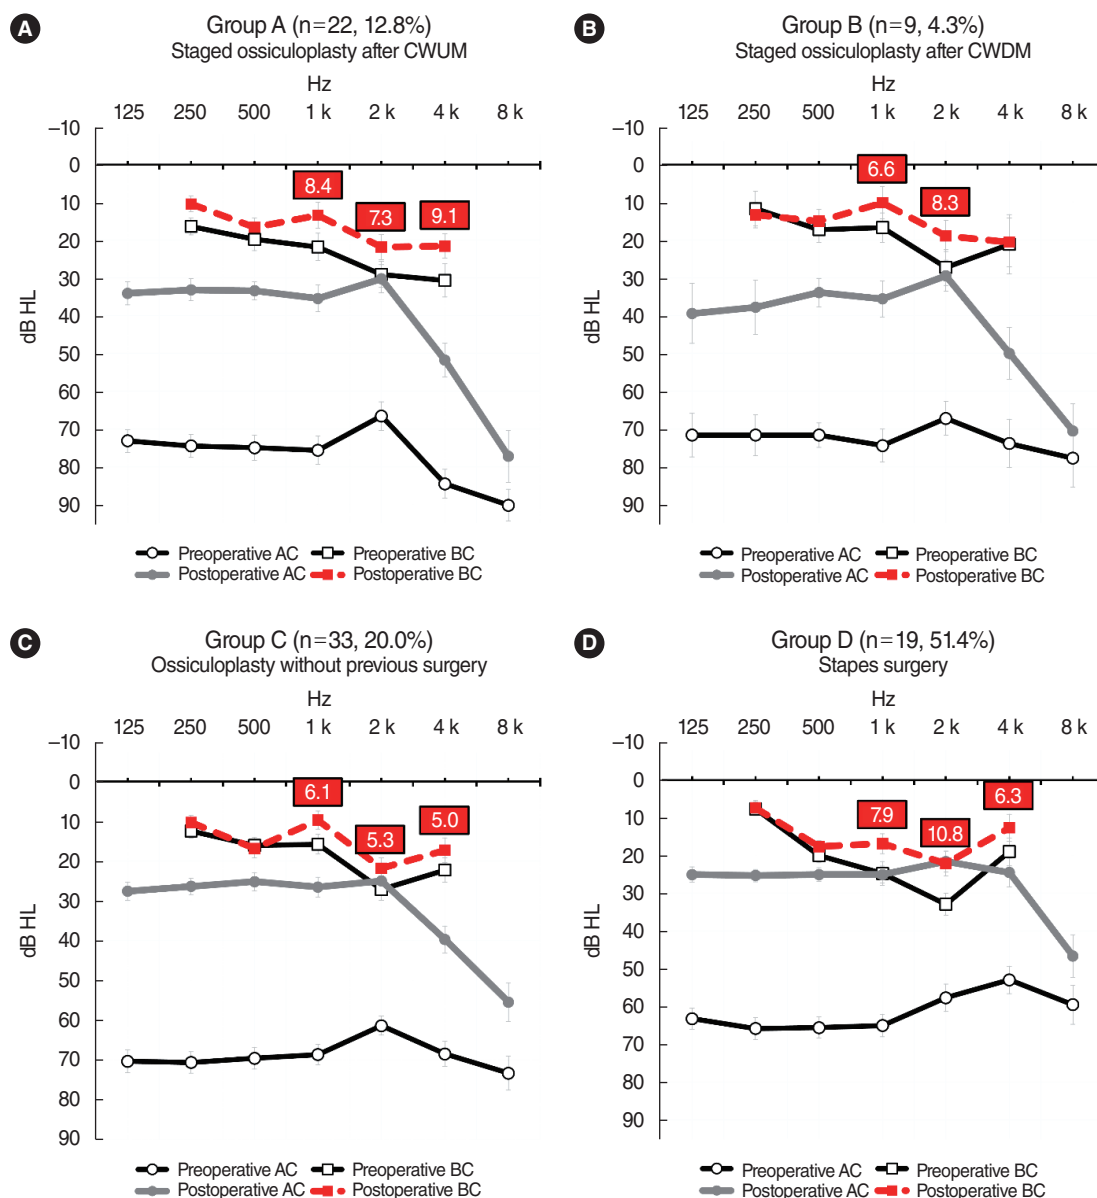 A
Group A (n=22, 12.8%)
Staged ossiculoplasty after CWUM
Hz
125 250 500 1 k 2 k 4 k 8 k
–10
0
10
20
30
40
50
60
70
80
90
dB HL
8.4
7.3
9.1
Preoperative AC
Preoperative BC
Postoperative AC
Postoperative BC
B
Group B (n=9, 4.3%)
Staged ossiculoplasty after CWDM
Hz
125 250 500 1 k 2 k 4 k 8 k
–10
0
10
20
30
40
50
60
70
80
90
dB HL
6.6
8.3
Preoperative AC
Preoperative BC
Postoperative AC
Postoperative BC
C
Group C (n=33, 20.0%)
Ossiculoplasty without previous surgery
Hz
125 250 500 1 k 2 k 4 k 8 k
–10
0
10
20
30
40
50
60
70
80
90
dB HL
6.1
5.3
5.0
Preoperative AC
Preoperative BC
Postoperative AC
Postoperative BC
D
Group D (n=19, 51.4%)
Stapes surgery
Hz
125 250 500 1 k 2 k 4 k 8 k
–10
0
10
20
30
40
50
60
70
80
90
dB HL
7.9
10.8
6.3
Preoperative AC
Preoperative BC
Postoperative AC
Postoperative BC